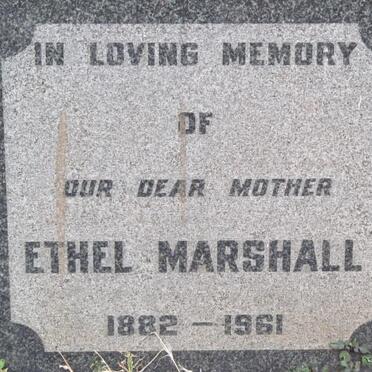 IN LOVING MEMORY
OF
OUR DEAR MOTHER
ETHEL MARSHALL
1882 – 1961